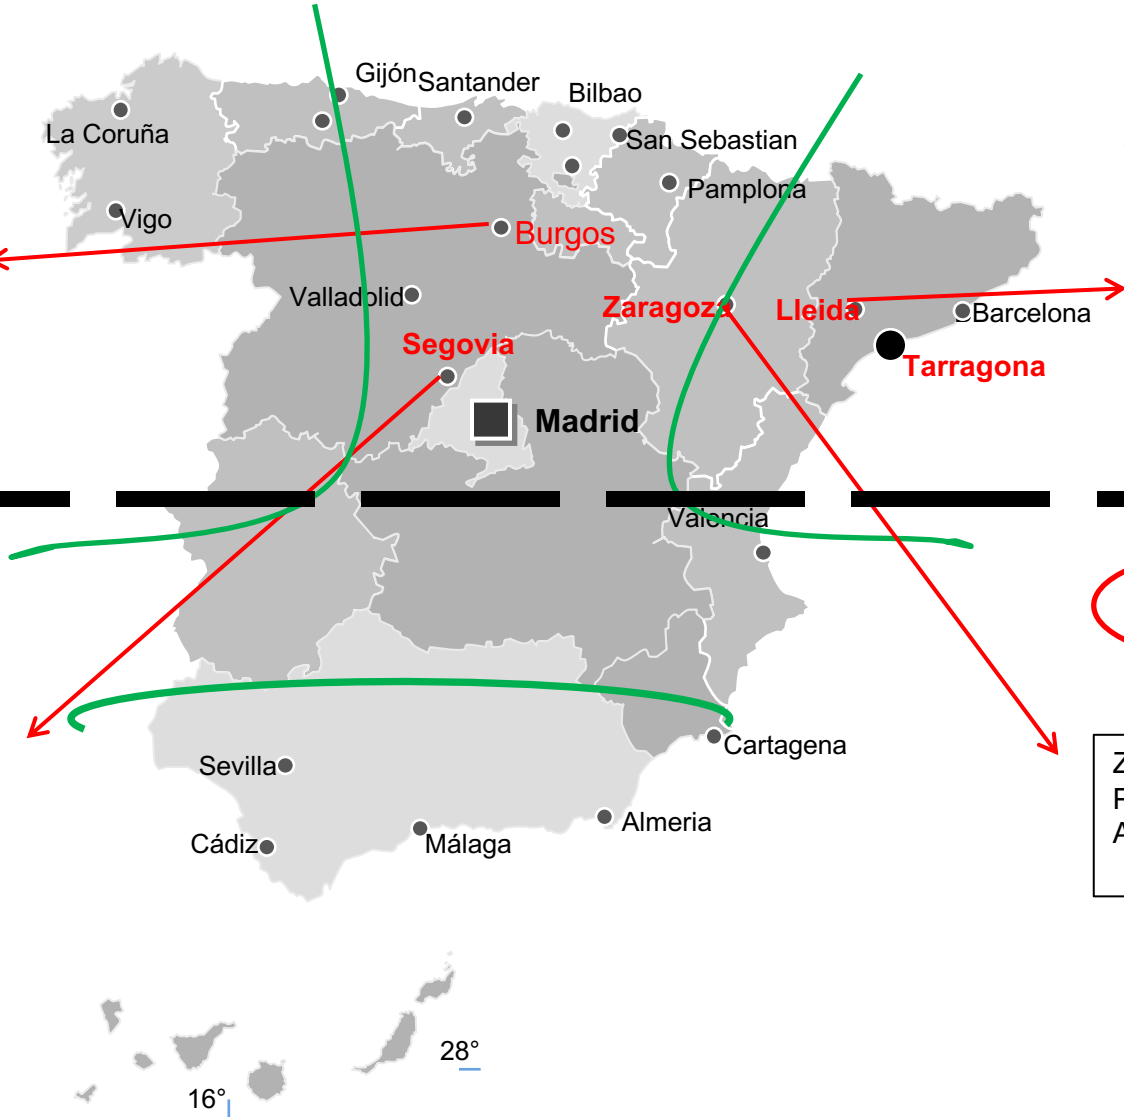 Gijón
Santander
Bilbao
La Coruña
San Sebastian
Pamplona
Vigo
Burgos
Valladolid
Zaragoza
Lleida
Barcelona
Segovia
Tarragona
Madrid
Valencia
Cartagena
Z
Sevilla
A
Almeria
Cádiz
Málaga
28°
16°